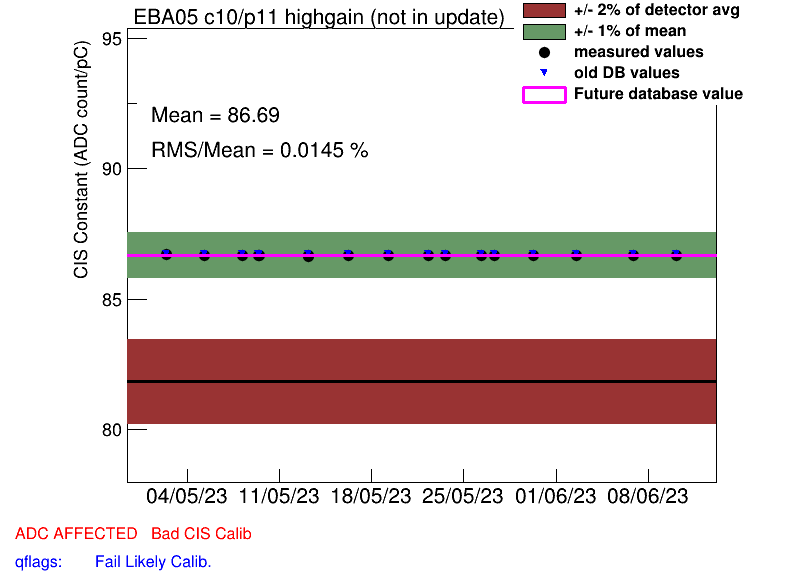 EBA05 c10/p11 highgain (not in update)
+/- 2% of detector avg
+/- 1% of mean
measured values
old DB values
Future database value
CIS Constant (ADC count/pC)
95
90
85
80
Mean = 86.69
RMS/Mean = 0.0145 %
04/05/23 11/05/23 18/05/23 25/05/23 01/06/23 08/06/23
ADC AFFECTED Bad CIS Calib
qflags: Fail Likely Calib.